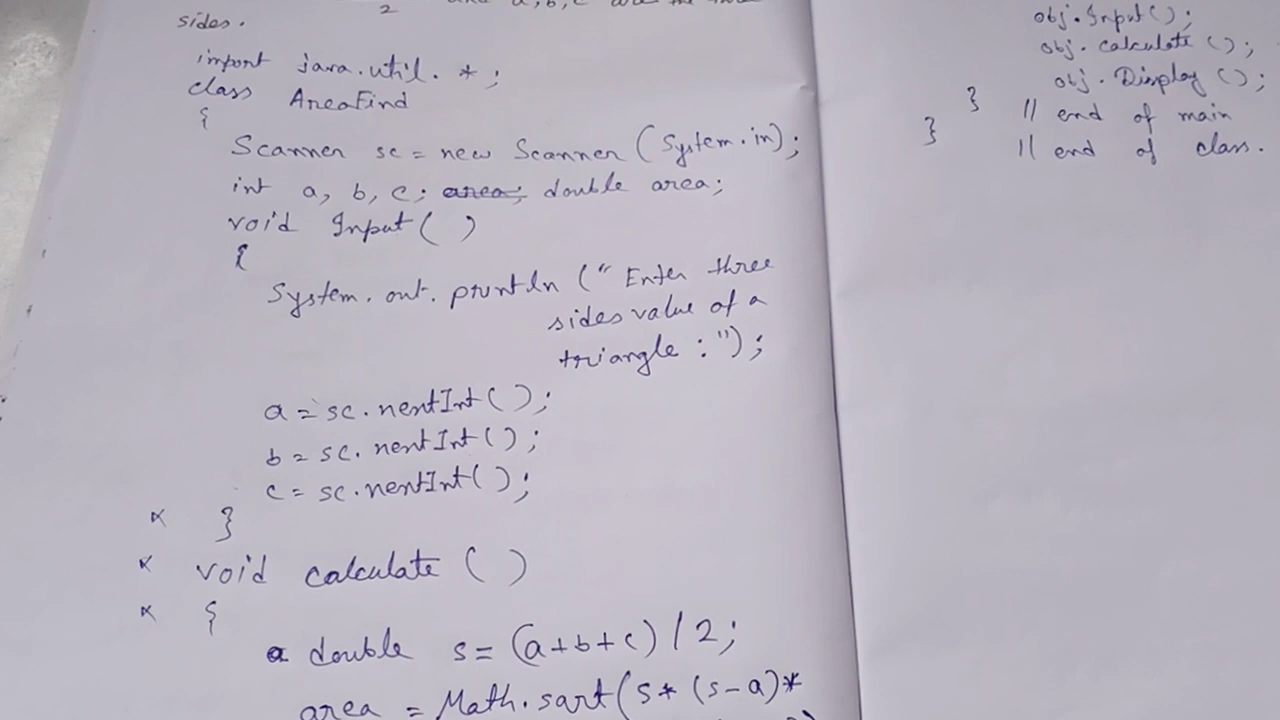 2
sides.
import java.util.*;
class AreaFind
{
Scanner sc = new Scanner (System.in);
int a, b, c; area; double area;
void Input( )
{
System.out.println (" Enter three
sides value of a
triangle : ");
a = sc.nextInt( );
b = sc.nextInt( );
c = sc.nextInt( );
}
void calculate ( )
{
double s = (a+b+c) / 2;
area = Math.sqrt (s* (s-a)*
obj.Input( );
obj.calculate ( );
obj.Display ( );
} // end of main
} // end of class.